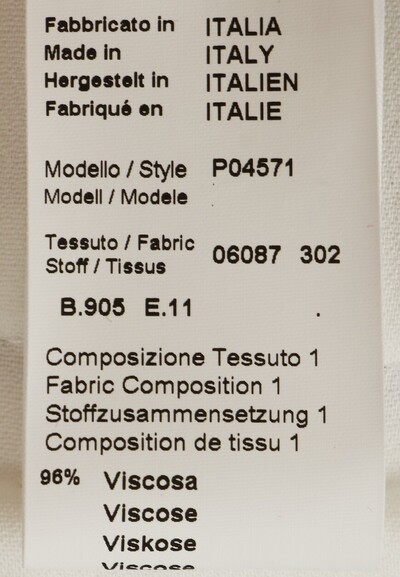 Fabbricato in ITALIA
Made in ITALY
Hergestelt in ITALIEN
Fabriqué en ITALIE
Modello / Style P04571
Modell / Modele
Tessuto / Fabric 06087 302
Stoff / Tissus
B.905 E.11
Composizione Tessuto 1
Fabric Composition 1
Stoffzusammensetzung 1
Composition de tissu 1
96% Viscosa
Viscose
Viskose
Viscose